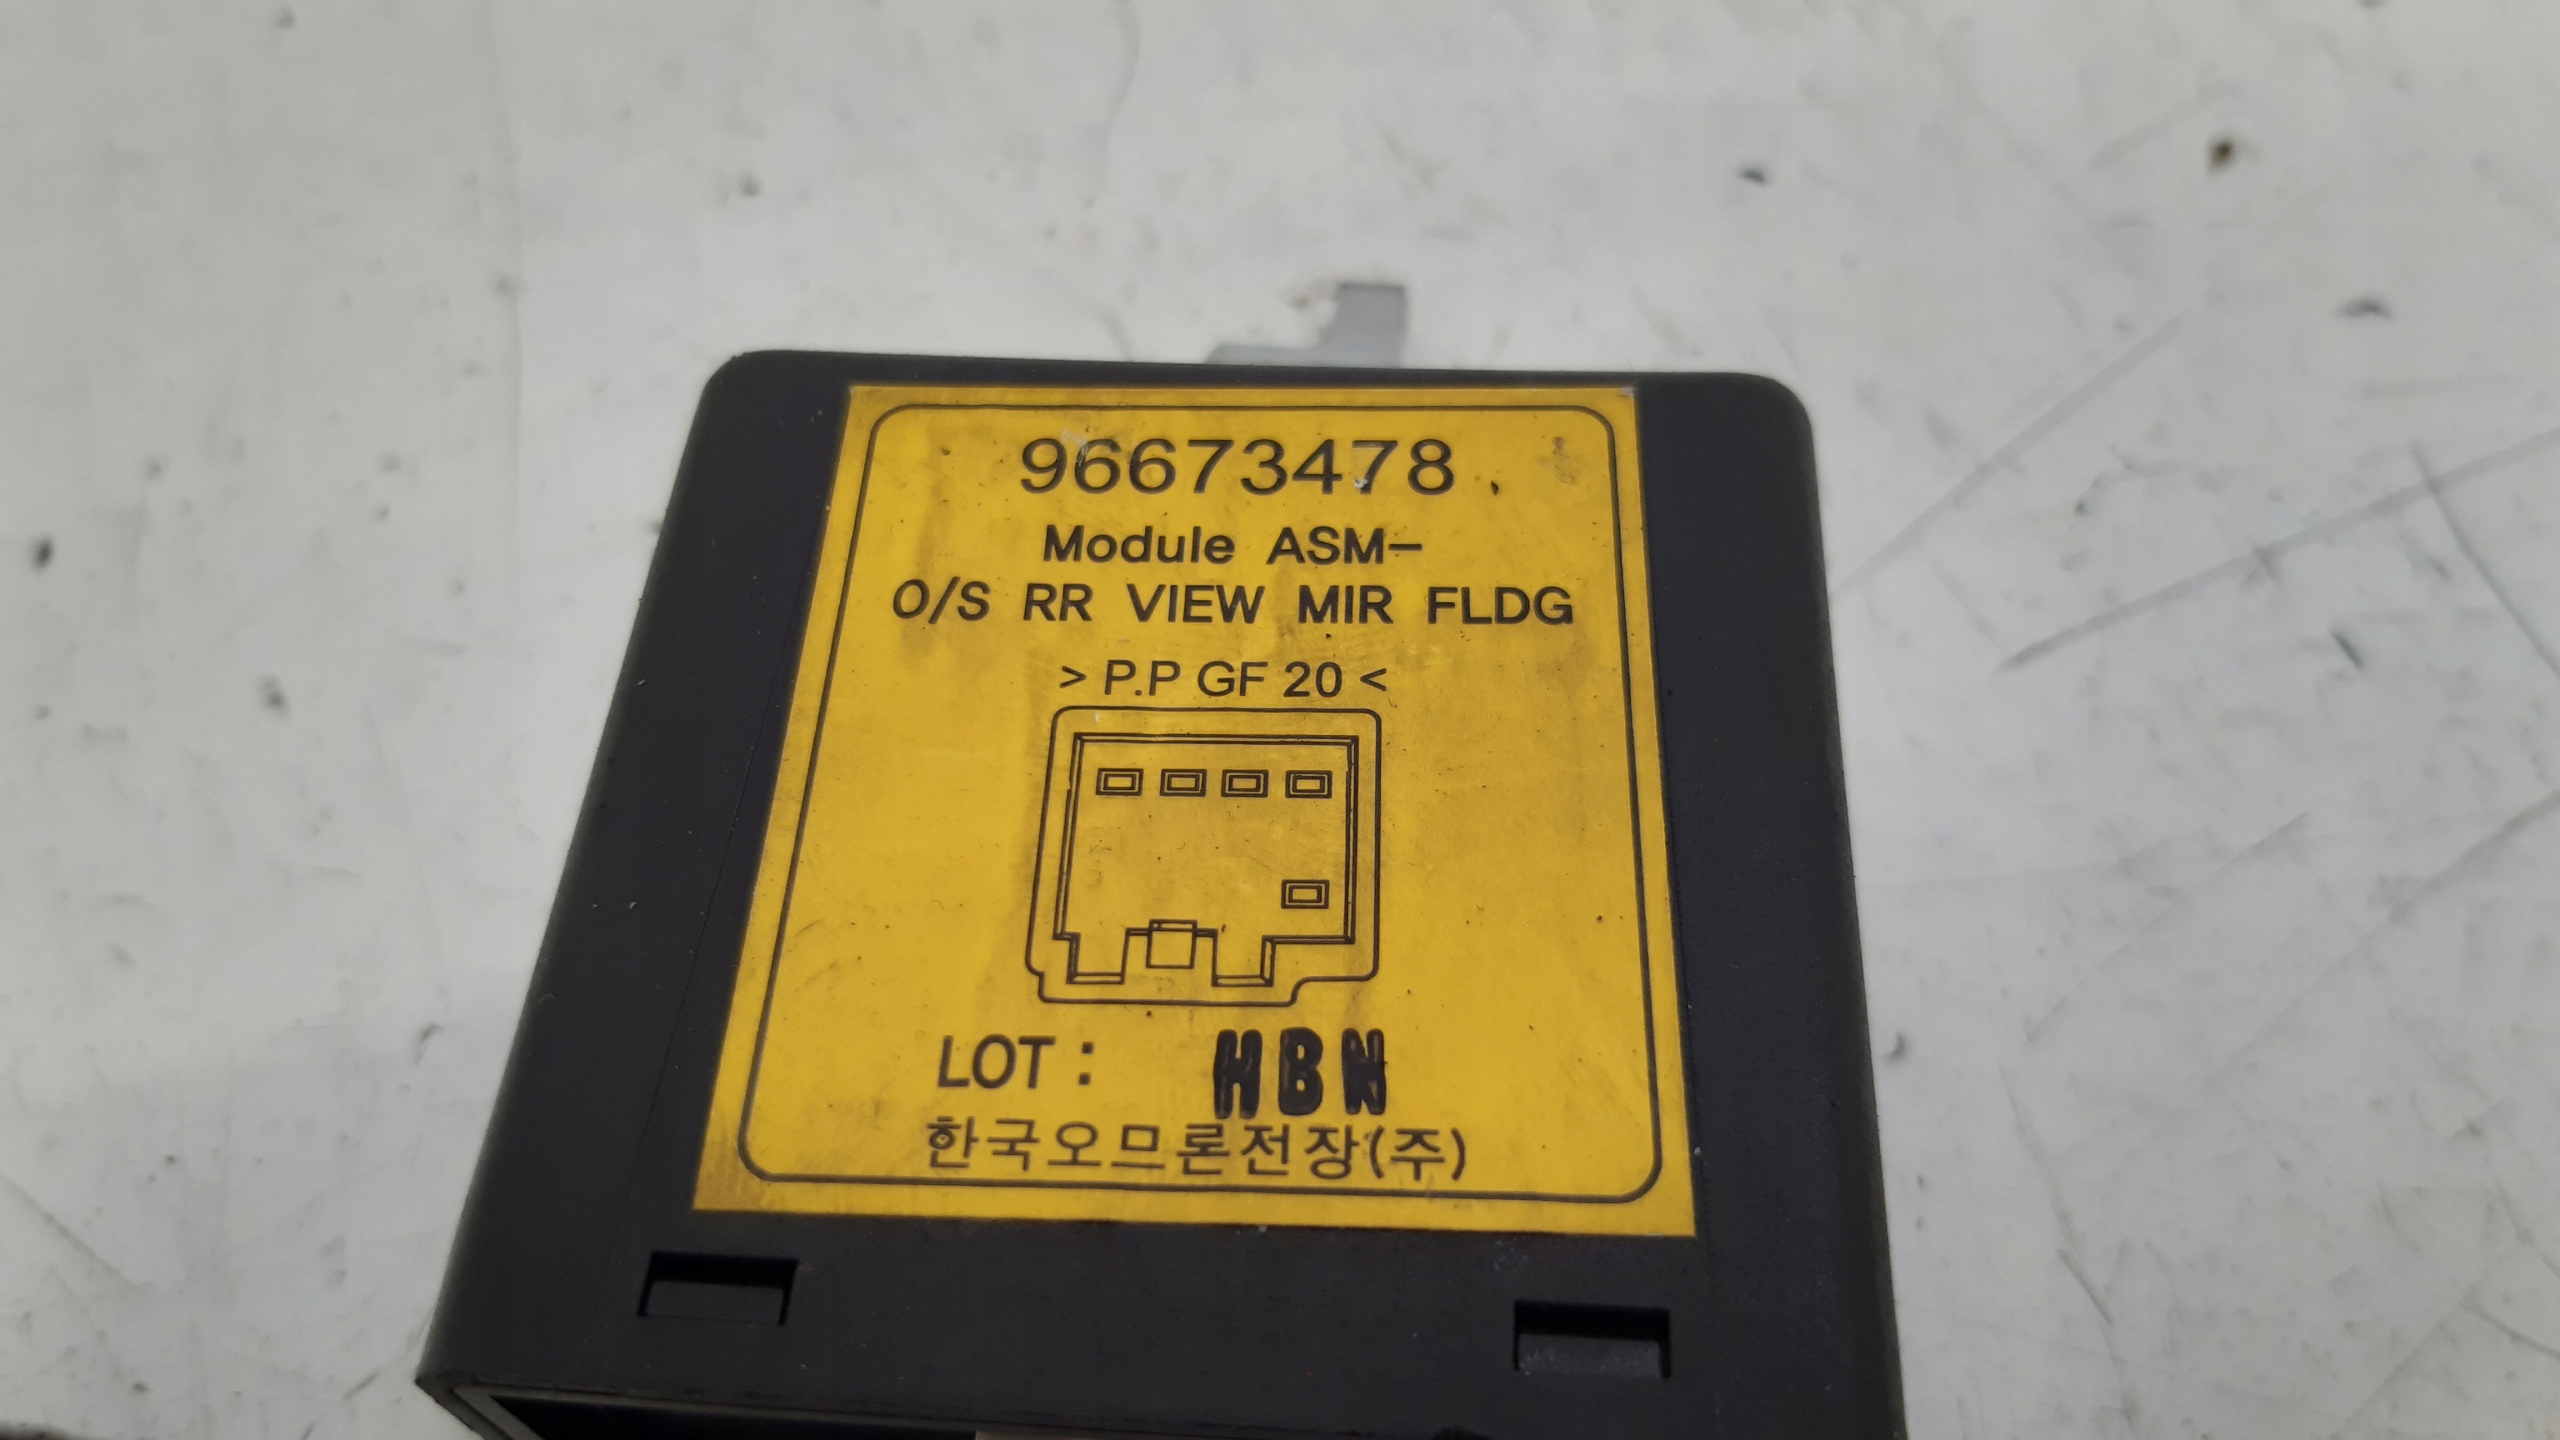 96673478
Module ASM-
O/S RR VIEW MIR FLDG
> P.P GF 20 <
LOT : HBN
한국오므론전장(주)